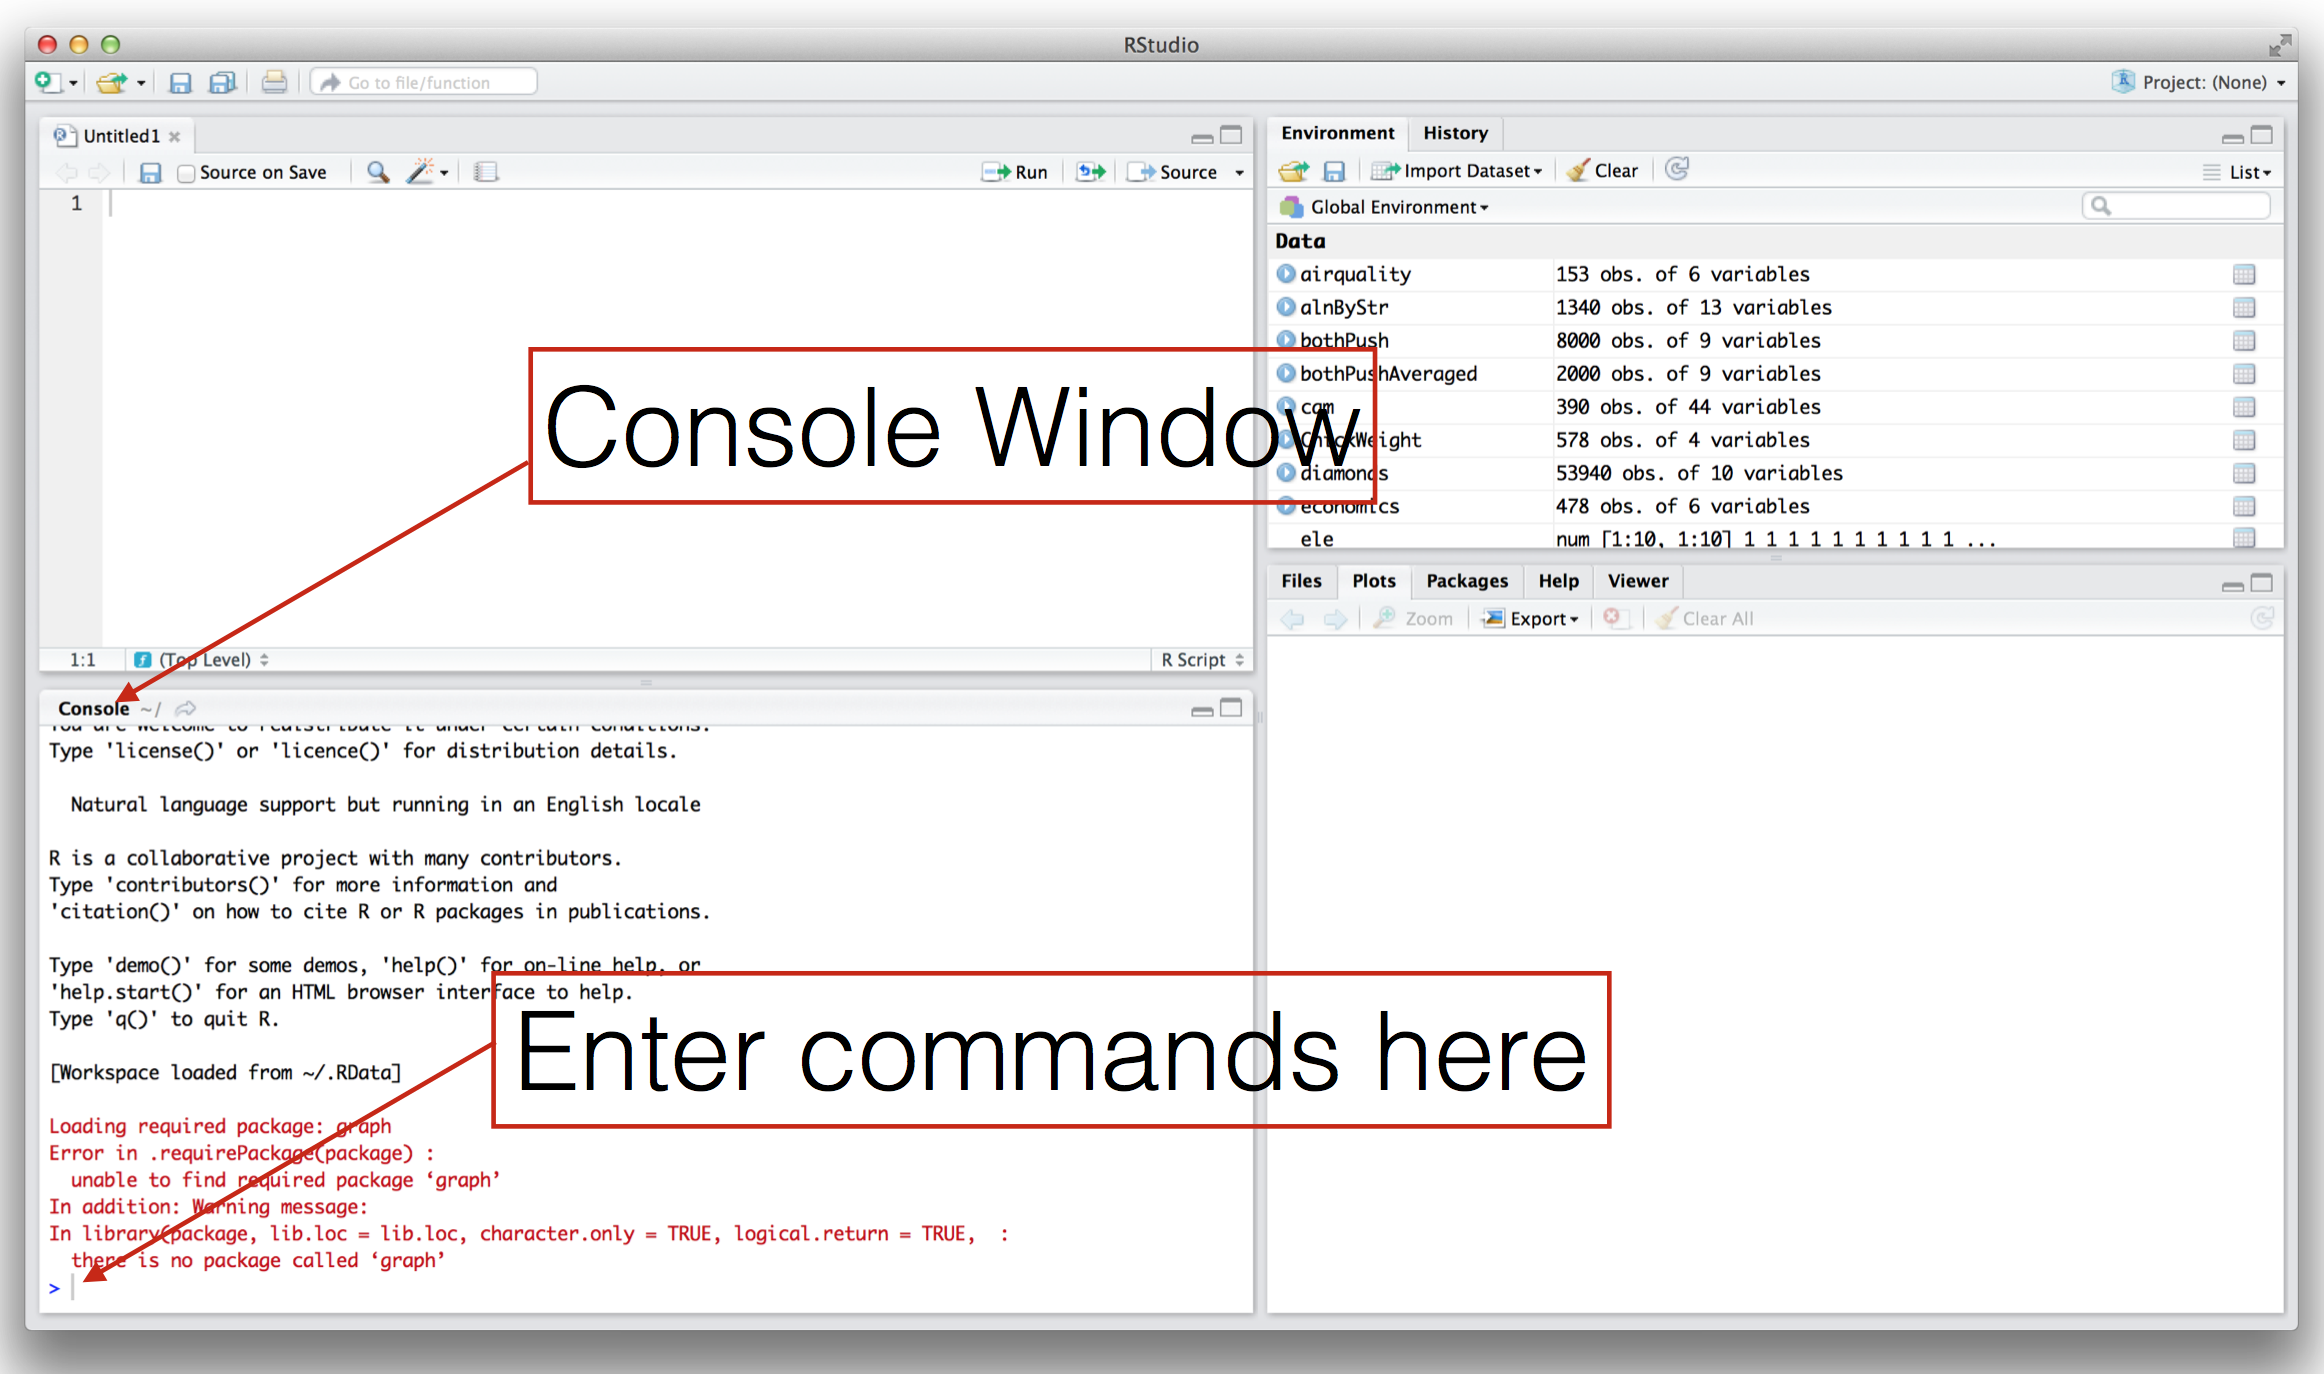 RStudio
Go to file/function
Project: (None)
Untitled1
Source on Save
Run
Source
1
1:1
(Top Level)
R Script
Console Window
Console ~/
You are welcome to redistribute it under certain conditions.
Type 'license()' or 'licence()' for distribution details.
Natural language support but running in an English locale
R is a collaborative project with many contributors.
Type 'contributors()' for more information and
'citation()' on how to cite R or R packages in publications.
Type 'demo()' for some demos, 'help()' for on-line help, or
'help.start()' for an HTML browser interface to help.
Type 'q()' to quit R.
[Workspace loaded from ~/.RData]
Loading required package: graph
Error in .requirePackage(package) :
unable to find required package ‘graph’
In addition: Warning message:
In library(package, lib.loc = lib.loc, character.only = TRUE, logical.return = TRUE,  :
there is no package called ‘graph’
>
Enter commands here
Environment History
Import Dataset Clear
List
Global Environment
Data
airquality 153 obs. of 6 variables
alnByStr 1340 obs. of 13 variables
bothPush 8000 obs. of 9 variables
bothPushAveraged 2000 obs. of 9 variables
cam 390 obs. of 44 variables
ChickWeight 578 obs. of 4 variables
diamonds 53940 obs. of 10 variables
economics 478 obs. of 6 variables
ele num [1:10, 1:10] 1 1 1 1 1 1 1 1 1 1 ...
Files Plots Packages Help Viewer
Zoom Export Clear All